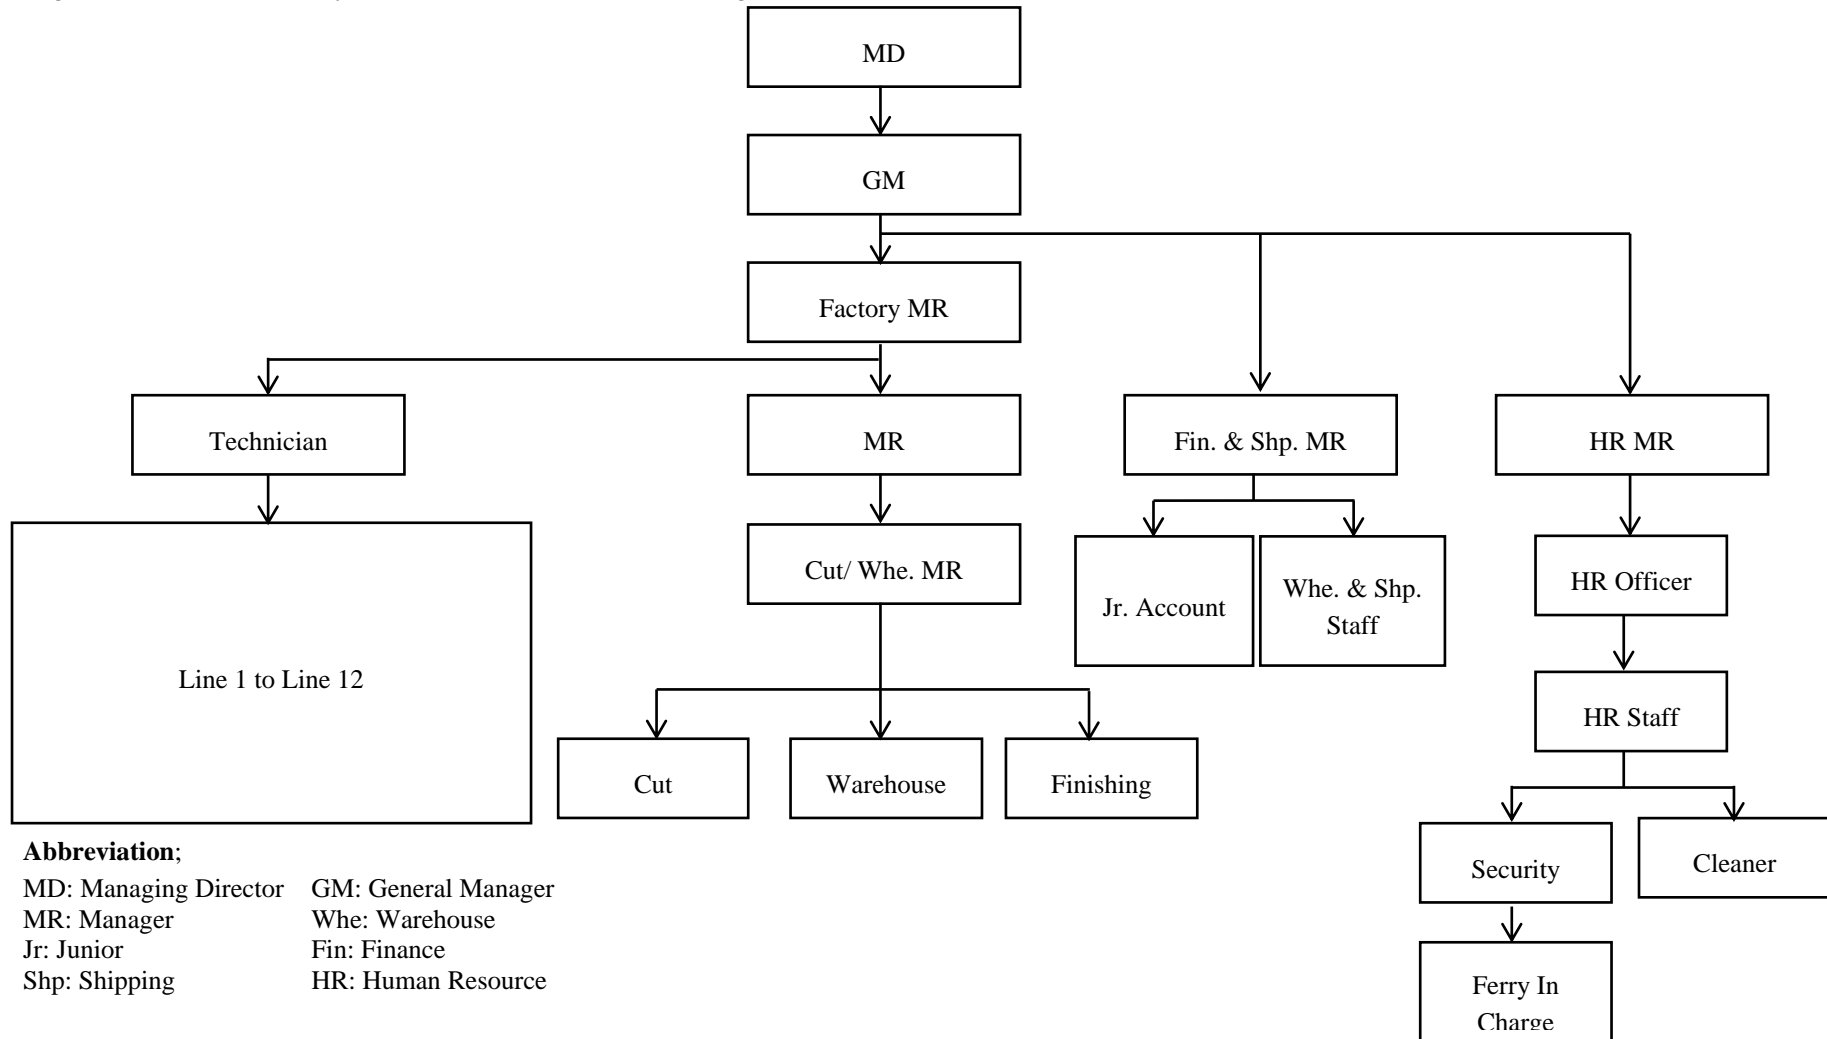 MD
GM
Factory MR
Technician
MR
Fin. & Shp. MR
HR MR
Line 1 to Line 12
Cut/ Whe. MR
Jr. Account
Whe. & Shp.
Staff
HR Officer
HR Staff
Cut
Warehouse
Finishing
Security
Cleaner
Ferry In
Charge
Abbreviation;
MD: Managing Director GM: General Manager
MR: Manager Whe: Warehouse
Jr: Junior Fin: Finance
Shp: Shipping HR: Human Resource